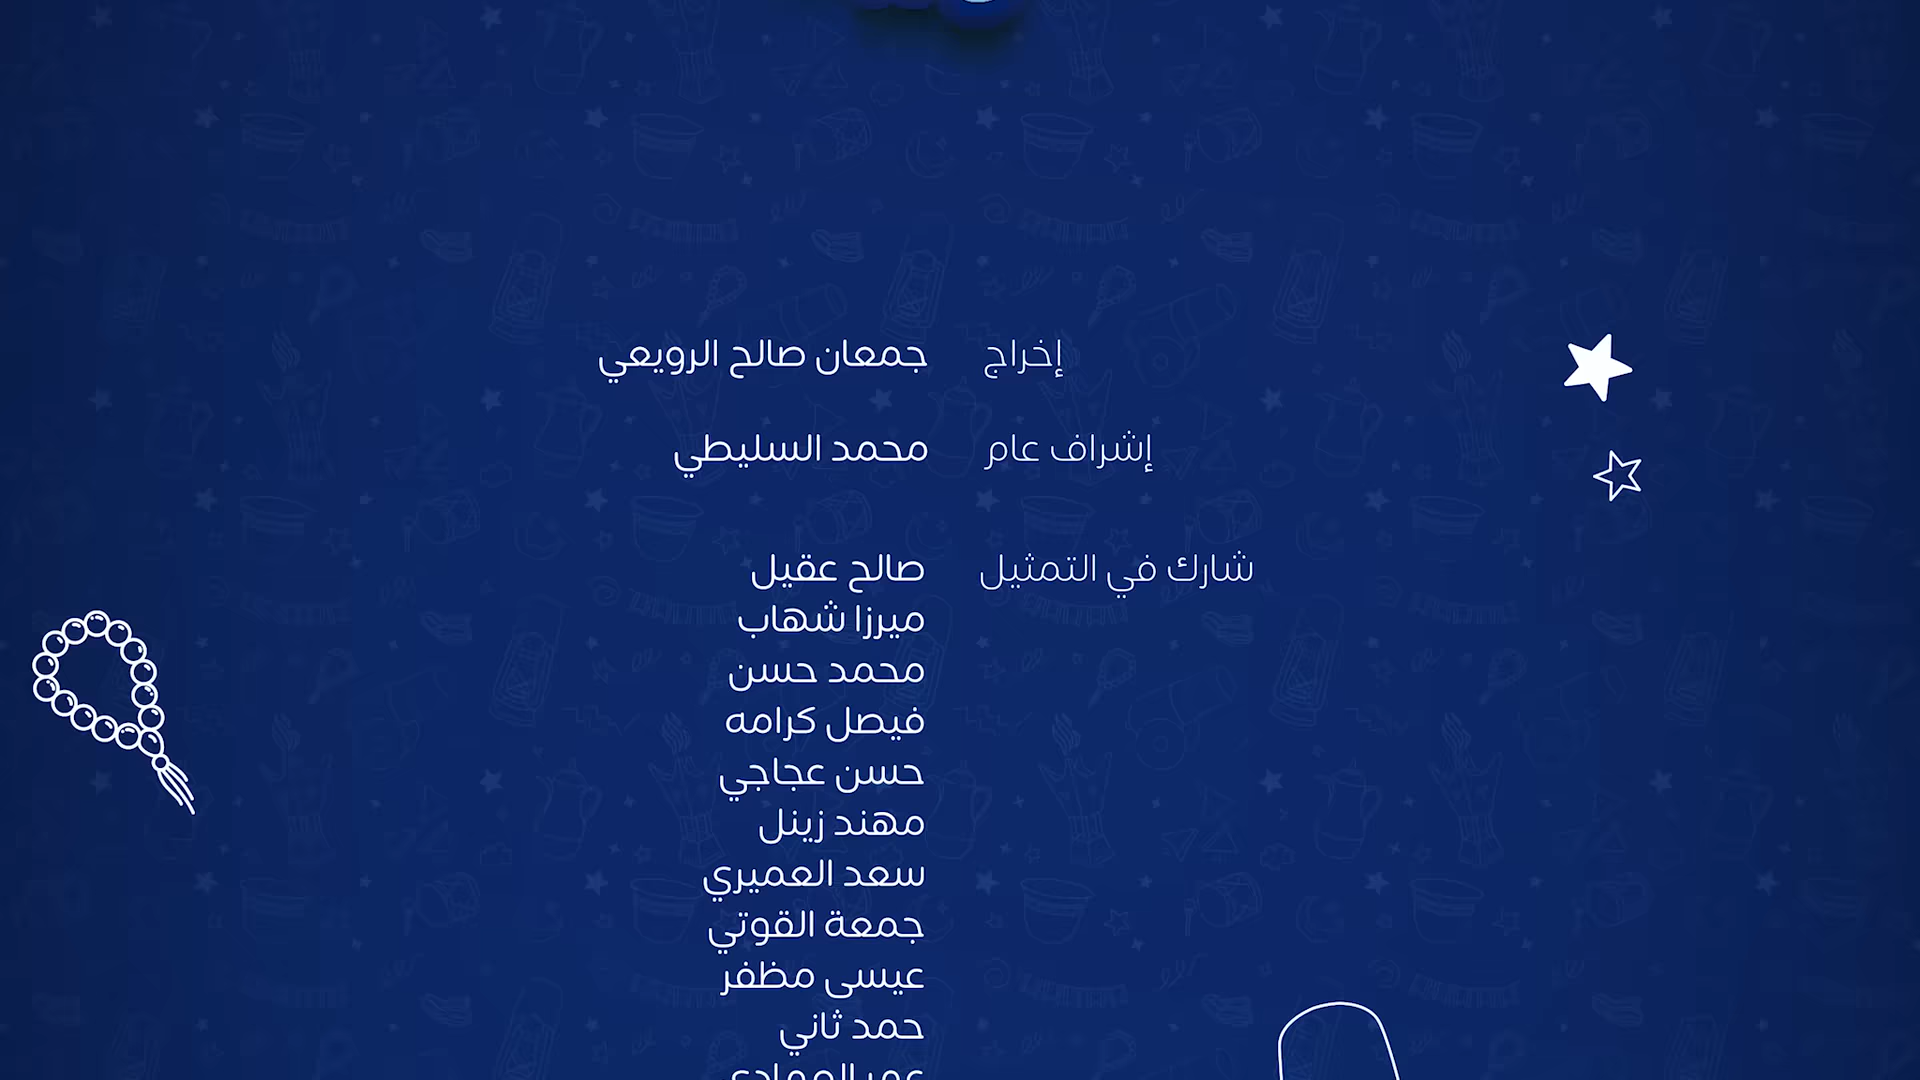 إخراج جمعان صالح الرويعي
إشراف عام محمد السليطي
شارك في التمثيل صالح عقيل
ميرزا شهاب
محمد حسن
فيصل كرامه
حسن عجاجي
مهند زينل
سعد العميري
جمعة القوتي
عيسى مظفر
حمد ثاني